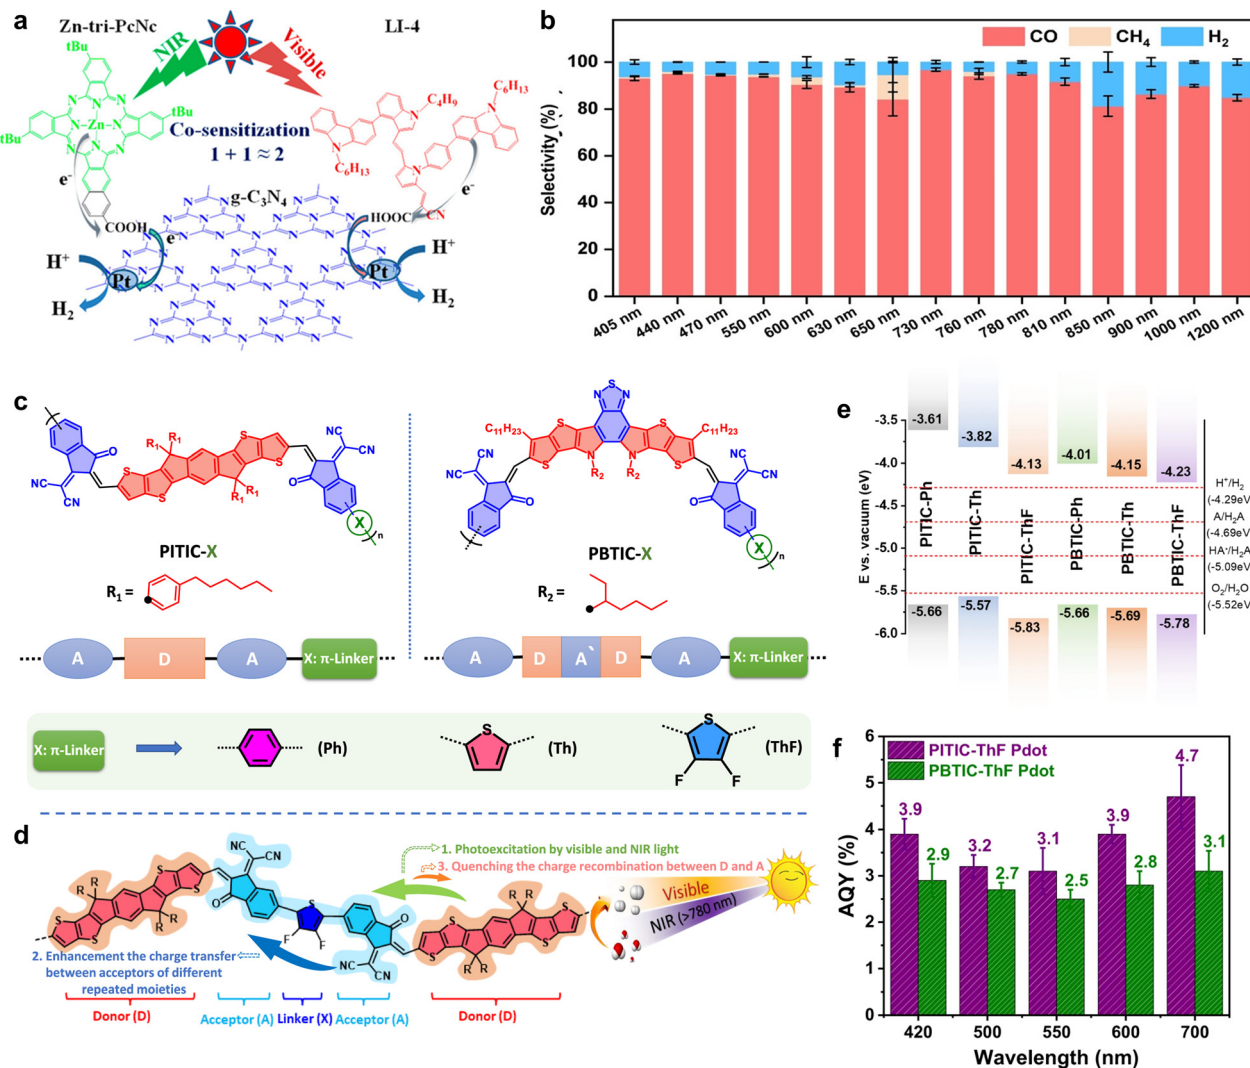 a
Zn-tri-PcNc
LI-4
tBu
NIR
Visible
tBu
tBu
Zn
Co-sensitization
1 + 1 ≈ 2
C4H9
C6H13
C6H13
e-
e-
g-C3N4
COOH
HOOC
CN
e
H+
Pt
H2
H+
Pt
H2
b
CO CH4 H2
Selectivity (%)
100
80
60
40
20
0
405 nm 440 nm 470 nm 550 nm 600 nm 630 nm 650 nm 730 nm 760 nm 780 nm 810 nm 850 nm 900 nm 1000 nm 1200 nm
c
PITIC-X
R1 =
PBTIC-X
R2 =
C11H23
C11H23
A D A X: π-Linker
A D A` D A X: π-Linker
X: π-Linker
(Ph)
(Th)
(ThF)
d
1. Photoexcitation by visible and NIR light
3. Quenching the charge recombination between D and A
Visible
NIR (>780 nm)
2. Enhancement the charge transfer
between acceptors of different
repeated moieties
Donor (D) Acceptor (A) Linker (X) Acceptor (A) Donor (D)
e
E vs. vacuum (eV)
-3.5
-4.0
-4.5
-5.0
-5.5
-6.0
-3.61
-3.82
-4.13
-4.01
-4.15
-4.23
PITIC-Ph
PITIC-Th
PITIC-ThF
PBTIC-Ph
PBTIC-Th
PBTIC-ThF
-5.66
-5.57
-5.83
-5.66
-5.69
-5.78
H+/H2
(-4.29eV)
A/H2A
(-4.69eV)
HA-/H2A
(-5.09eV)
O2/H2O
(-5.52eV)
f
PITIC-ThF Pdot
PBTIC-ThF Pdot
AQY (%)
6
5
4
3
2
1
0
3.9
2.9
3.2
2.7
3.1
2.5
3.9
2.8
4.7
3.1
420 500 550 600 700
Wavelength (nm)